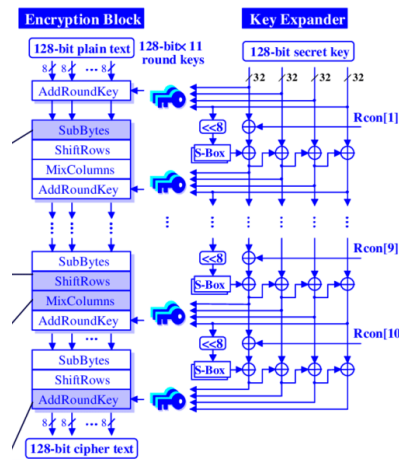 Encryption Block
Key Expander
128-bit plain text
128-bit× 11
round keys
128-bit secret key
8 8 ... 8
32 32 32 32
AddRoundKey
Rcon[1]
<<8
SubBytes
ShiftRows
S-Box
MixColumns
AddRoundKey
... ...
SubBytes
Rcon[9]
<<8
ShiftRows
S-Box
MixColumns
AddRoundKey
...
Rcon[10
<<8
SubBytes
S-Box
ShiftRows
AddRoundKey
8 8 ... 8
128-bit cipher text